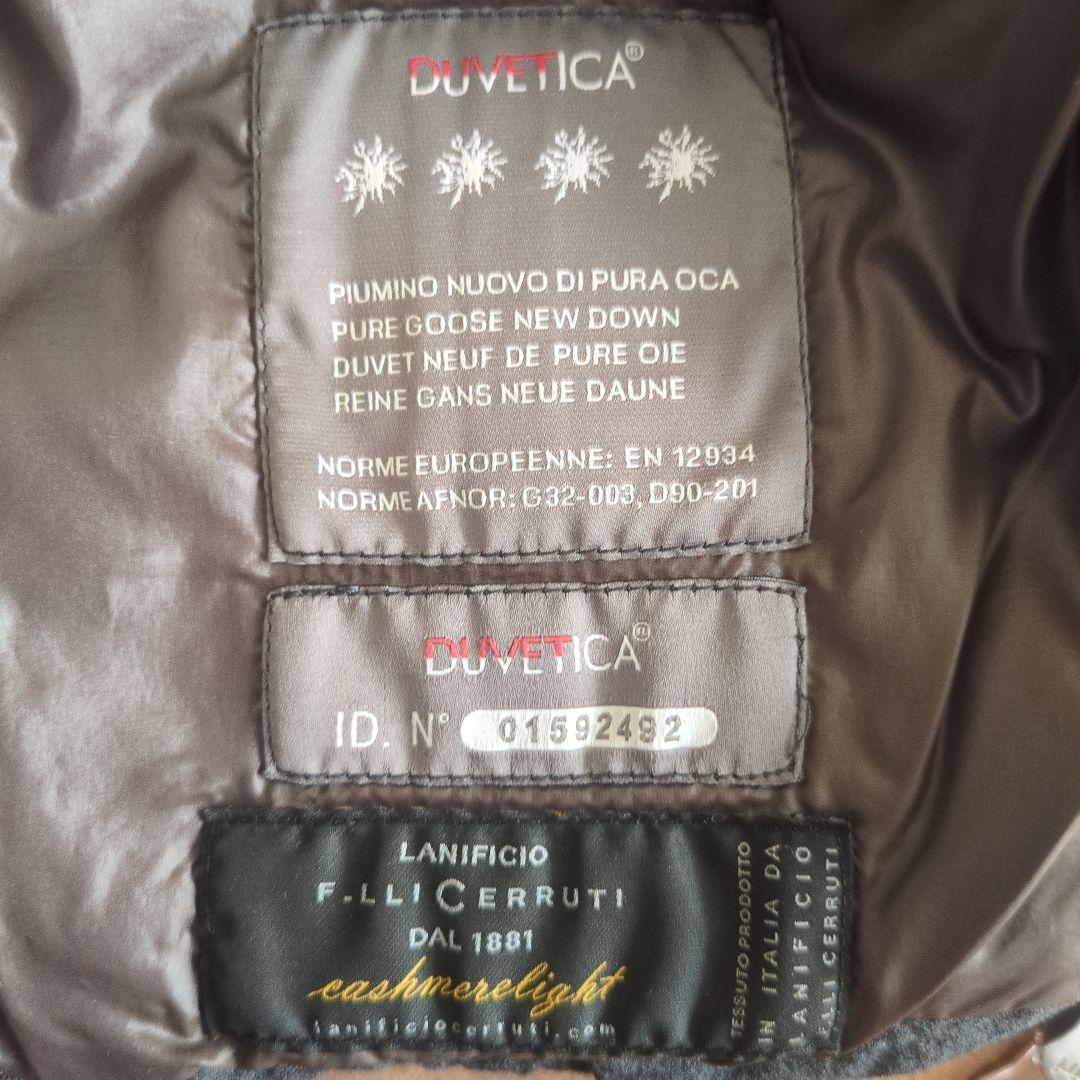 DUVETICA®
PIUMINO NUOVO DI PURA OCA
PURE GOOSE NEW DOWN
DUVET NEUF DE PURE OIE
REINE GANS NEUE DAUNE
NORME EUROPEENNE: EN 12934
NORME AFNOR: G32-003, D90-201
DUVETICA®
ID. N° 01592492
LANIFICIO
F.LLI CERRUTI
DAL 1881
cashmerelight
lanificiocerruti.com
TESSUTO PRODOTTO
IN ITALIA DA
LANIFICIO
F.LLI CERRUTI